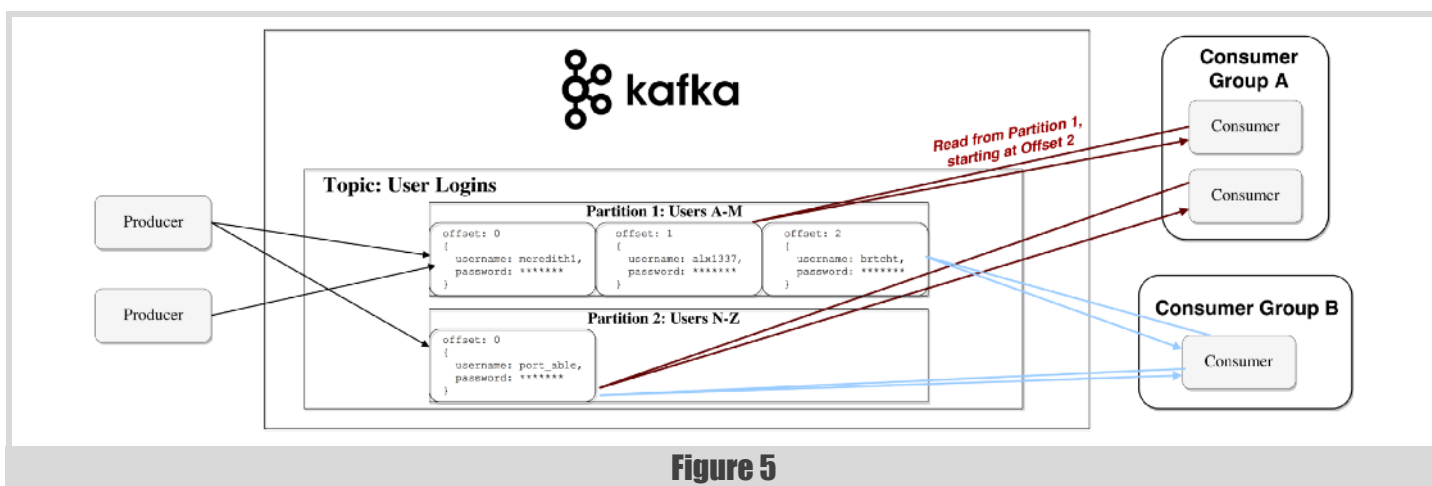 kafka
Consumer
Group A
Consumer
Read from Partition 1,
starting at Offset 2
Consumer
Topic: User Logins
Producer
Partition 1: Users A-M
offset: 0
{
username: meredith1,
password: *******
}
offset: 1
{
username: alx1337,
password: *******
}
offset: 2
{
username: brtcht,
password: *******
}
Producer
Partition 2: Users N-Z
offset: 0
{
username: port_able,
password: *******
}
Consumer Group B
Consumer
Figure 5